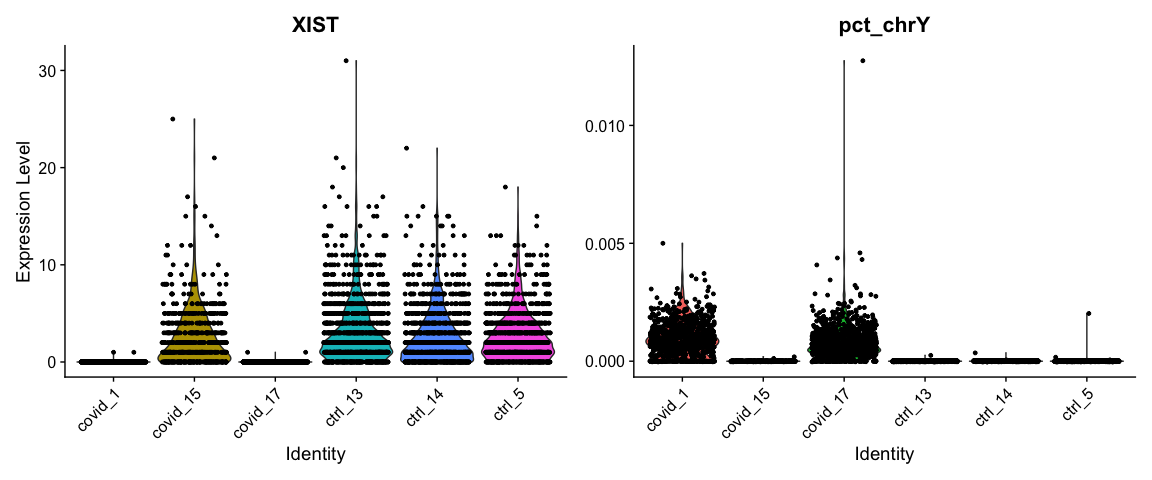 XIST
Expression Level
30
20
10
0
covid_1
covid_15
covid_17
ctrl_13
ctrl_14
ctrl_5
Identity
pct_chrY
0.010
0.005
0.000
covid_1
covid_15
covid_17
ctrl_13
ctrl_14
ctrl_5
Identity